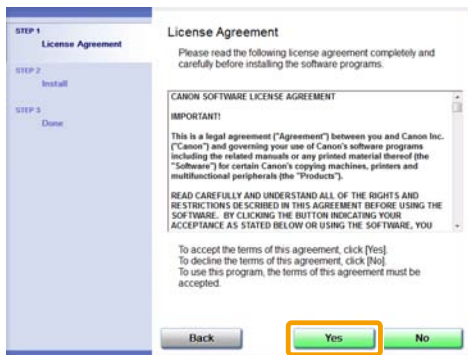 STEP 1
License Agreement
STEP 2
Install
STEP 3
Done
License Agreement
Please read the following license agreement completely and
carefully before installing the software programs.
CANON SOFTWARE LICENSE AGREEMENT
IMPORTANT!
This is a legal agreement ("Agreement") between you and Canon Inc.
("Canon") and governing your use of Canon's software programs
including the related manuals or any printed material thereof (the
"Software") for certain Canon's copying machines, printers and
multifunctional peripherals (the "Products").
READ CAREFULLY AND UNDERSTAND ALL OF THE RIGHTS AND
RESTRICTIONS DESCRIBED IN THIS AGREEMENT BEFORE USING THE
SOFTWARE. BY CLICKING THE BUTTON INDICATING YOUR
ACCEPTANCE AS STATED BELOW OR USING THE SOFTWARE, YOU
To accept the terms of this agreement, click [Yes].
To decline the terms of this agreement, click [No].
To use this program, the terms of this agreement must be
accepted.
Back Yes No